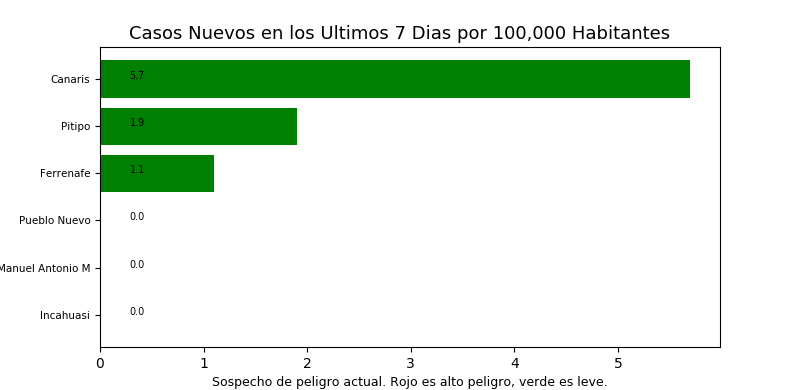 Casos Nuevos en los Ultimos 7 Dias por 100,000 Habitantes
Canaris 5.7
Pitipo 1.9
Ferrenafe 1.1
Pueblo Nuevo 0.0
Manuel Antonio M 0.0
Incahuasi 0.0
0 1 2 3 4 5
Sospecho de peligro actual. Rojo es alto peligro, verde es leve.